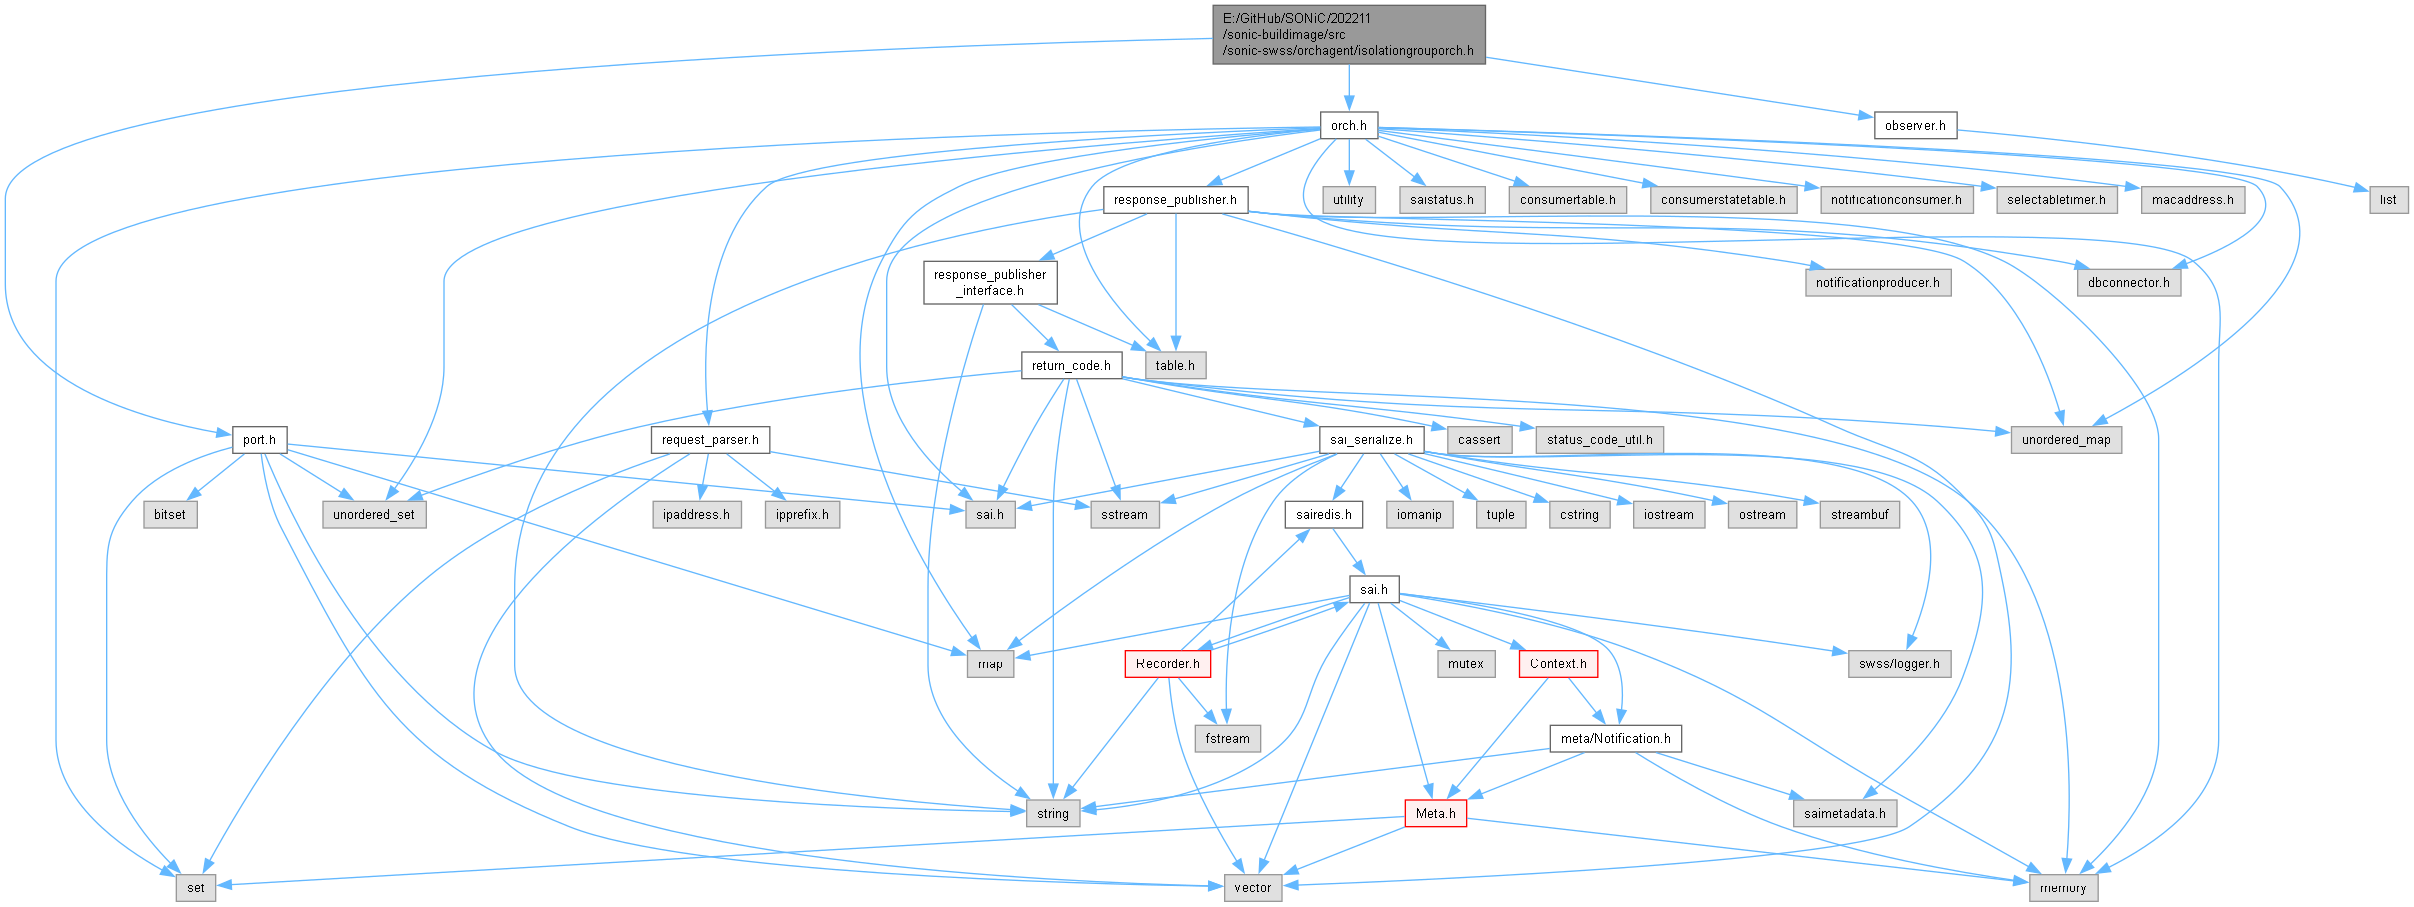 E:/GitHub/SONiC/202211
/sonic-buildimage/src
/sonic-swss/orchagent/isolationgrouporch.h
orch.h
observer.h
response_publisher.h
utility
saistatus.h
consumertable.h
consumerstatetable.h
notificationconsumer.h
selectabletimer.h
macaddress.h
list
response_publisher
_interface.h
notificationproducer.h
dbconnector.h
return_code.h
table.h
port.h
request_parser.h
sai_serialize.h
cassert
status_code_util.h
unordered_map
bitset
unordered_set
ipaddress.h
ipprefix.h
sai.h
sstream
sairedis.h
iomanip
tuple
cstring
iostream
ostream
streambuf
sai.h
map
Recorder.h
mutex
Context.h
swss/logger.h
fstream
meta/Notification.h
string
Meta.h
saimetadata.h
set
vector
memory